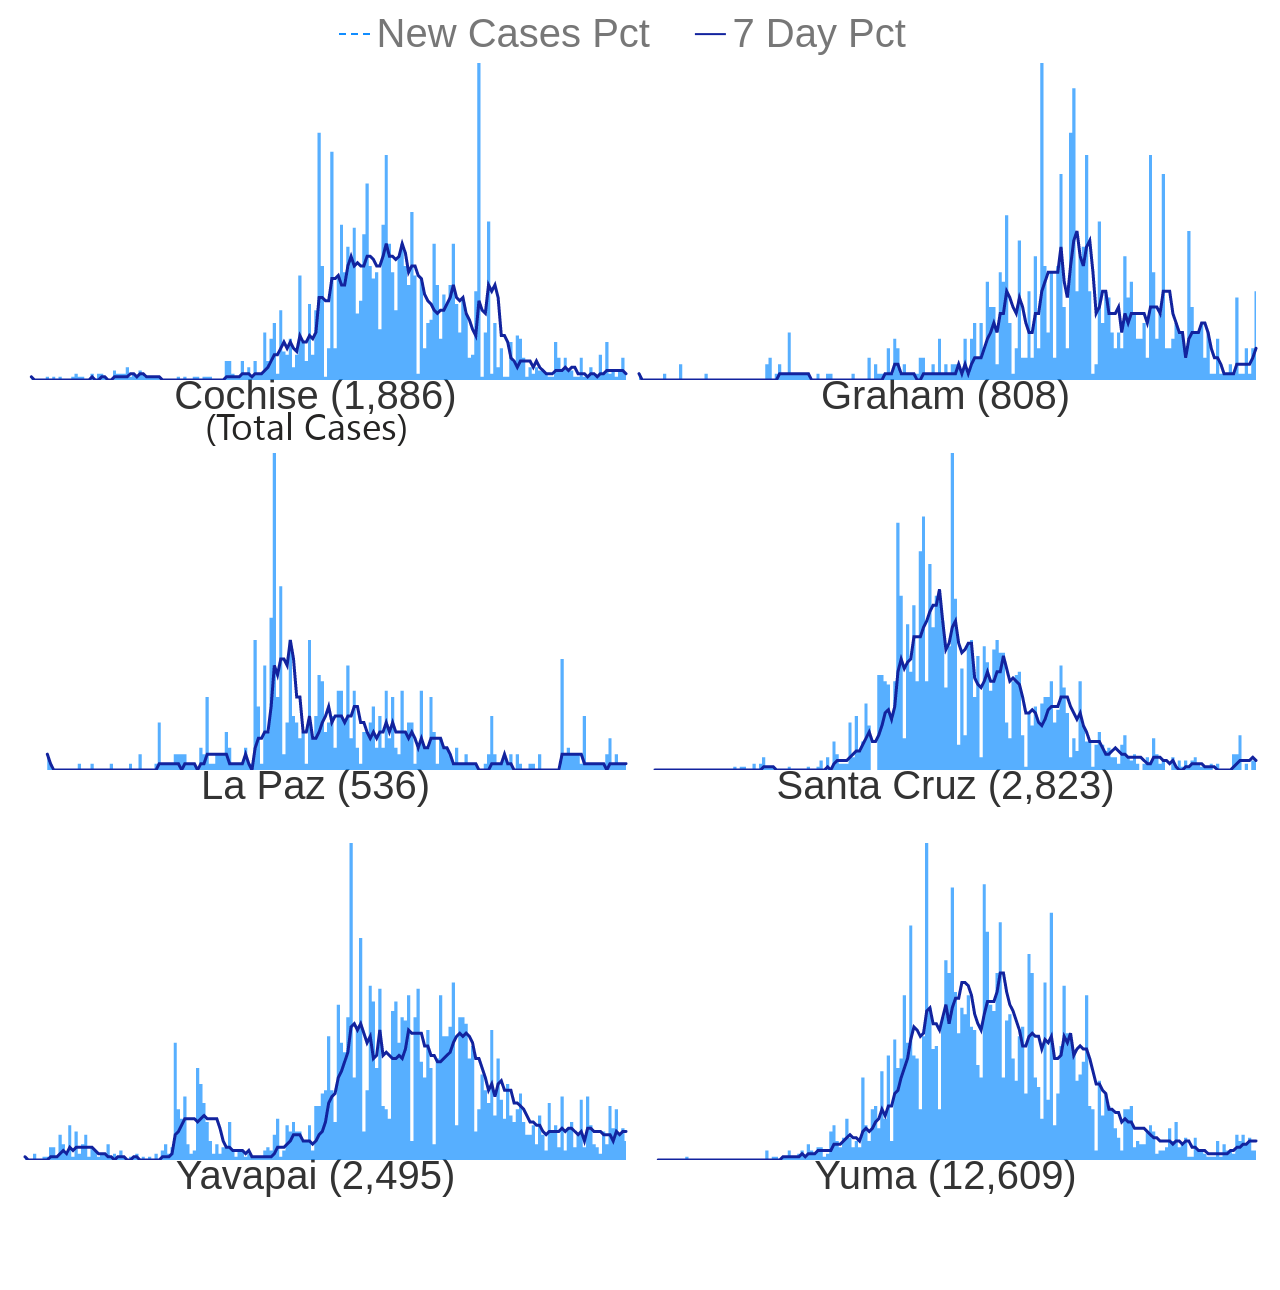 New Cases Pct 7 Day Pct
Cochise (1,886) Graham (808)
(Total Cases)
La Paz (536) Santa Cruz (2,823)
Yavapai (2,495) Yuma (12,609)